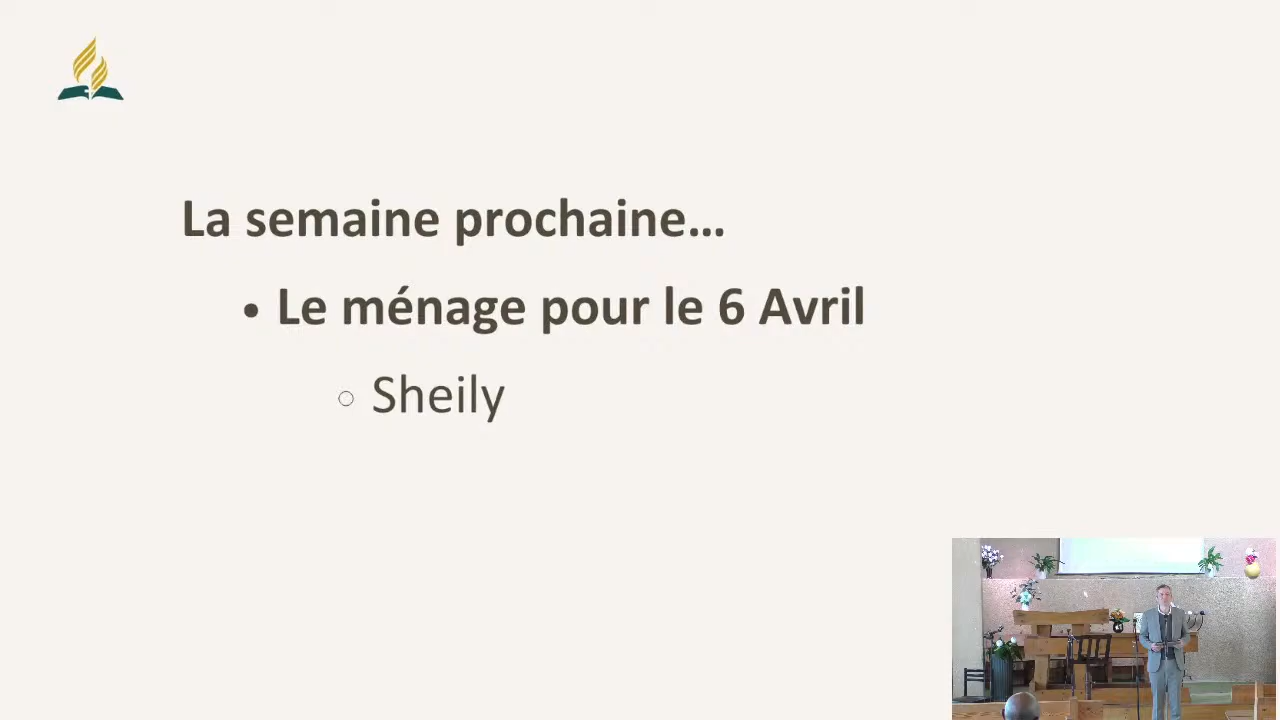 La semaine prochaine...
• Le ménage pour le 6 Avril
○ Sheily